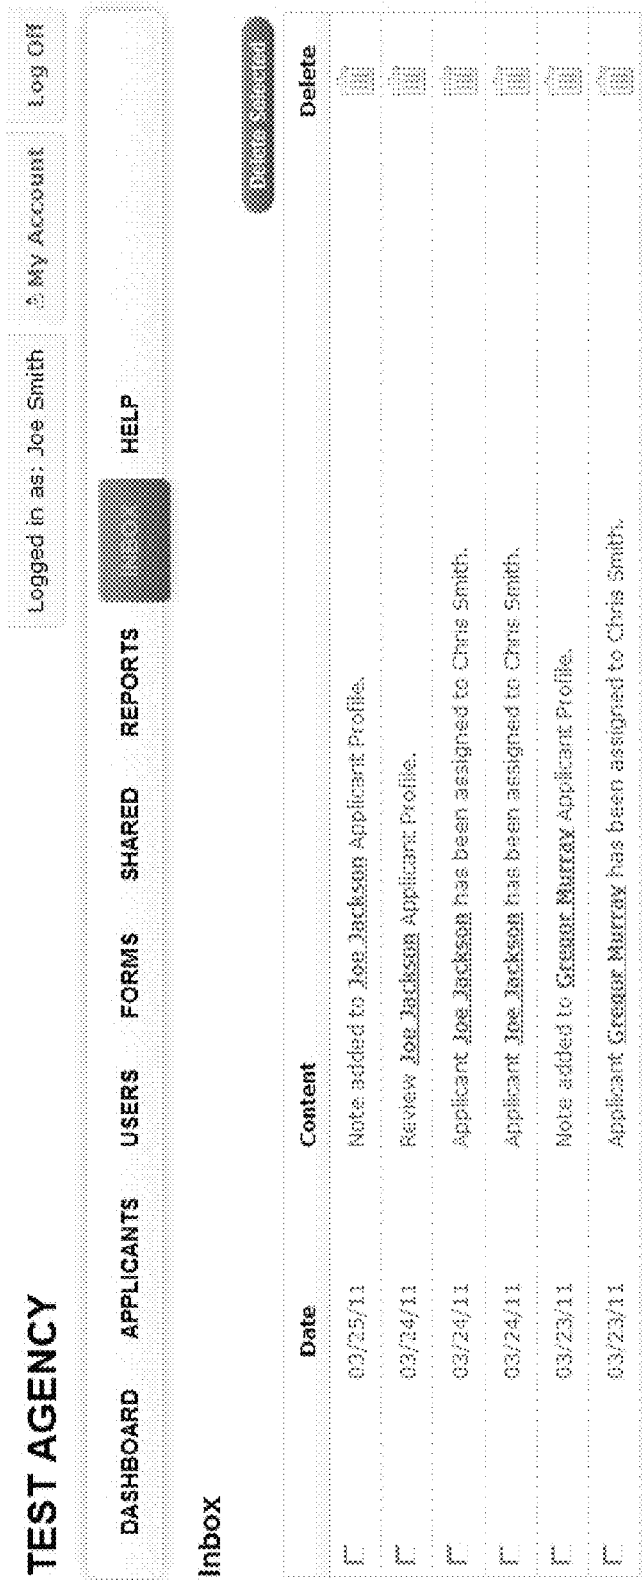 TEST AGENCY
Logged in as: Joe Smith
My Account
Log Off
DASHBOARD APPLICANTS USERS FORMS SHARED REPORTS HELP
Inbox
Delete Selected
Date Content Delete
03/25/11 Note added to Joe Jackson Applicant Profile.
03/24/11 Review Joe Jackson Applicant Profile.
03/24/11 Applicant Joe Jackson has been assigned to Chris Smith.
03/24/11 Applicant Joe Jackson has been assigned to Chris Smith.
03/23/11 Note added to Gregor Murray Applicant Profile.
03/23/11 Applicant Gregor Murray has been assigned to Chris Smith.